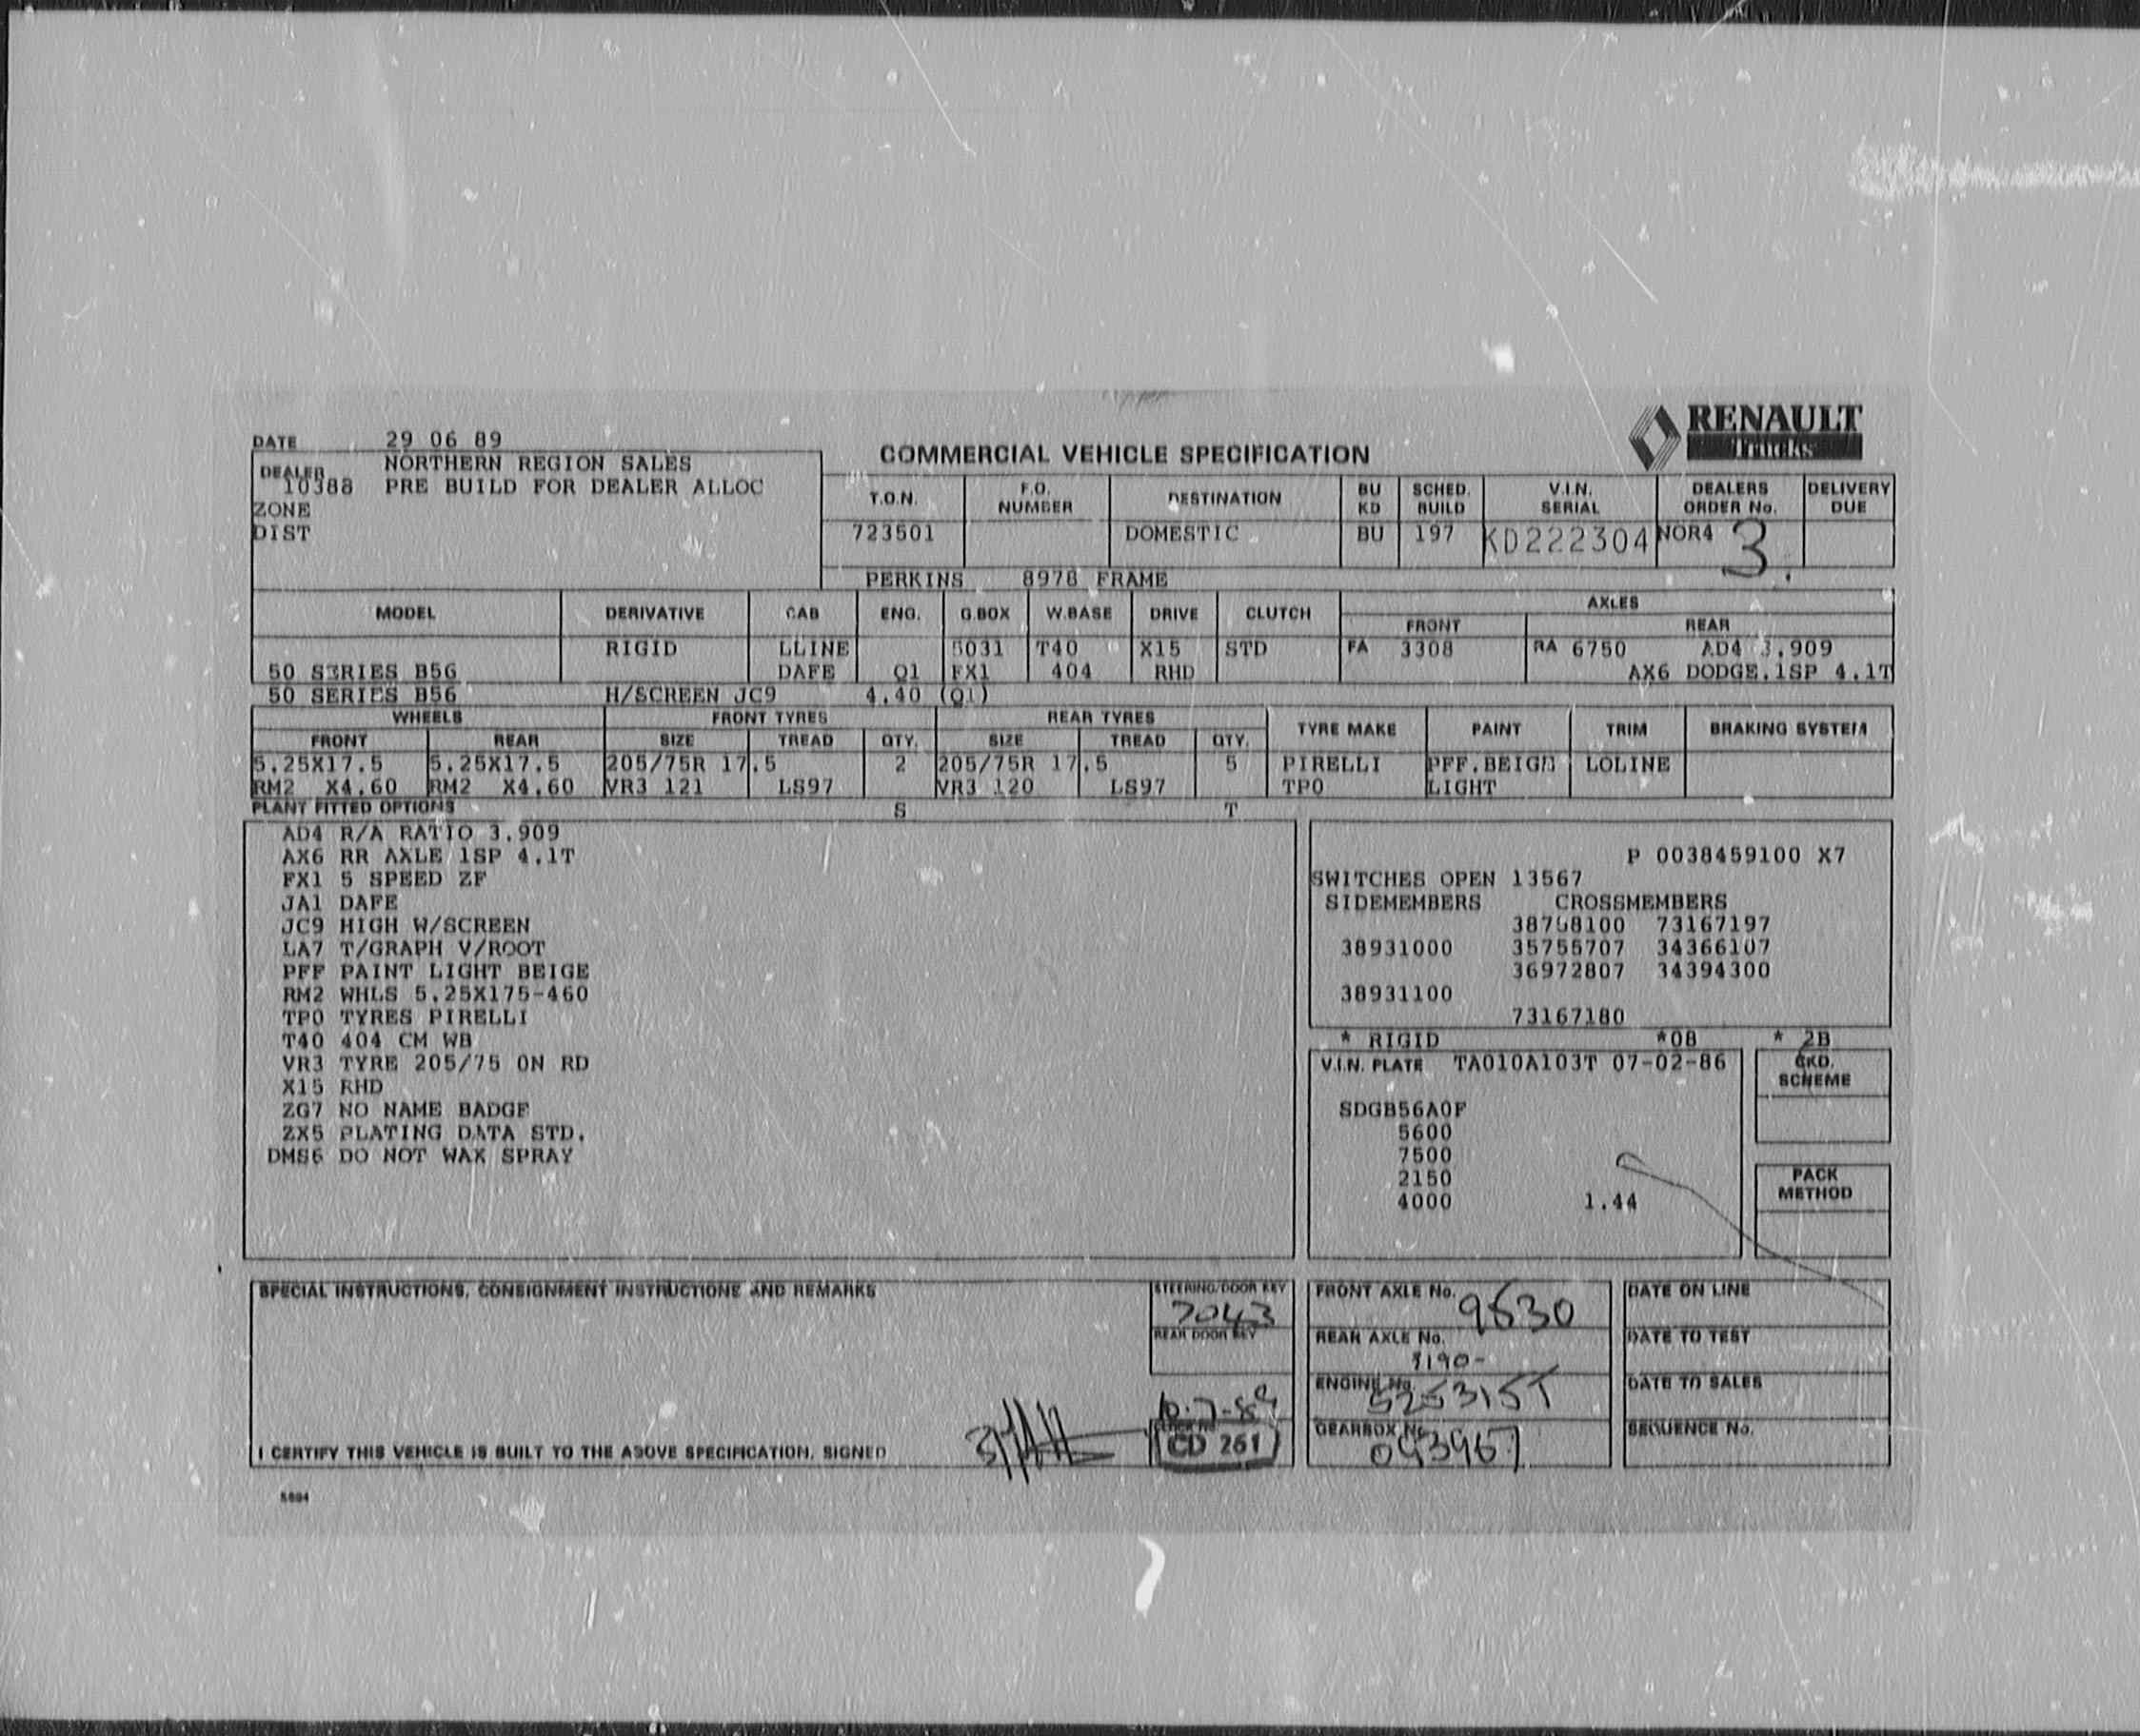 RENAULT
Trucks
DATE 29 06 89
COMMERCIAL VEHICLE SPECIFICATION
DEALER NORTHERN REGION SALES
10388 PRE BUILD FOR DEALER ALLOC
ZONE
DIST
T.O.N. F.O. NUMBER DESTINATION BU KD SCHED. BUILD V.I.N. SERIAL DEALERS ORDER No. DELIVERY DUE
723501 DOMESTIC BU 197 KD222304 NOR4 3
PERKINS 8978 FRAME
MODEL DERIVATIVE CAB ENG. G.BOX W.BASE DRIVE CLUTCH AXLES
FRONT REAR
RIGID LLINE 5031 T40 X15 STD FA 3308 RA 6750 AD4 3.909
50 SERIES B56 DAFE Q1 FX1 404 RHD AX6 DODGE.1SP 4.1T
50 SERIES B56 H/SCREEN JC9 4.40 (Q1)
WHEELS FRONT TYRES REAR TYRES TYRE MAKE PAINT TRIM BRAKING SYSTEM
FRONT REAR SIZE TREAD QTY. SIZE TREAD QTY.
5.25X17.5 5.25X17.5 205/75R 17.5 2 205/75R 17.5 5 PIRELLI PFF.BEIGE LOLINE
RM2 X4.60 RM2 X4.60 VR3 121 LS97 VR3 120 LS97 TP0 LIGHT
PLANT FITTED OPTIONS S T
AD4 R/A RATIO 3.909
AX6 RR AXLE 1SP 4.1T
FX1 5 SPEED ZF
JA1 DAFE
JC9 HIGH W/SCREEN
LA7 T/GRAPH V/ROOT
PFF PAINT LIGHT BEIGE
RM2 WHLS 5.25X175-460
TP0 TYRES PIRELLI
T40 404 CM WB
VR3 TYRE 205/75 ON RD
X15 RHD
ZG7 NO NAME BADGE
ZX5 PLATING DATA STD.
DMS6 DO NOT WAX SPRAY
P 0038459100 X7
SWITCHES OPEN 13567
SIDEMEMBERS CROSSMEMBERS
38768100 73167197
38931000 35755707 34366107
36972807 34394300
38931100
73167180
* RIGID *08 * 2B
V.I.N. PLATE TA010A103T 07-02-86
CKD. SCHEME
SDGB56A0F
5600
7500
2150
4000 1.44
PACK METHOD
SPECIAL INSTRUCTIONS, CONSIGNMENT INSTRUCTIONS AND REMARKS
STEERING/DOOR KEY
7043
REAR DOOR KEY
10-7-89
CD 261
I CERTIFY THIS VEHICLE IS BUILT TO THE ABOVE SPECIFICATION. SIGNED
FRONT AXLE No. 9630
REAR AXLE No.
ENGINE No. 525315T
GEARBOX No. 093967
DATE ON LINE
DATE TO TEST
DATE TO SALES
SEQUENCE No.